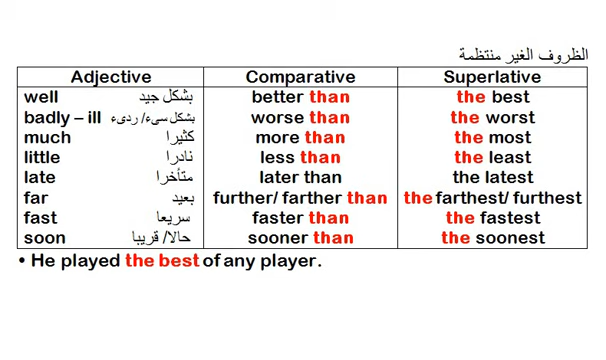 الظروف الغير منتظمة
Adjective Comparative Superlative
well بشكل جيد better than the best
badly – ill بشكل سيء/ رديء worse than the worst
much كثيرا more than the most
little نادرا less than the least
late متأخرا later than the latest
far بعيد further/ farther than the farthest/ furthest
fast سريعا faster than the fastest
soon حالا/ قريبا sooner than the soonest
• He played the best of any player.